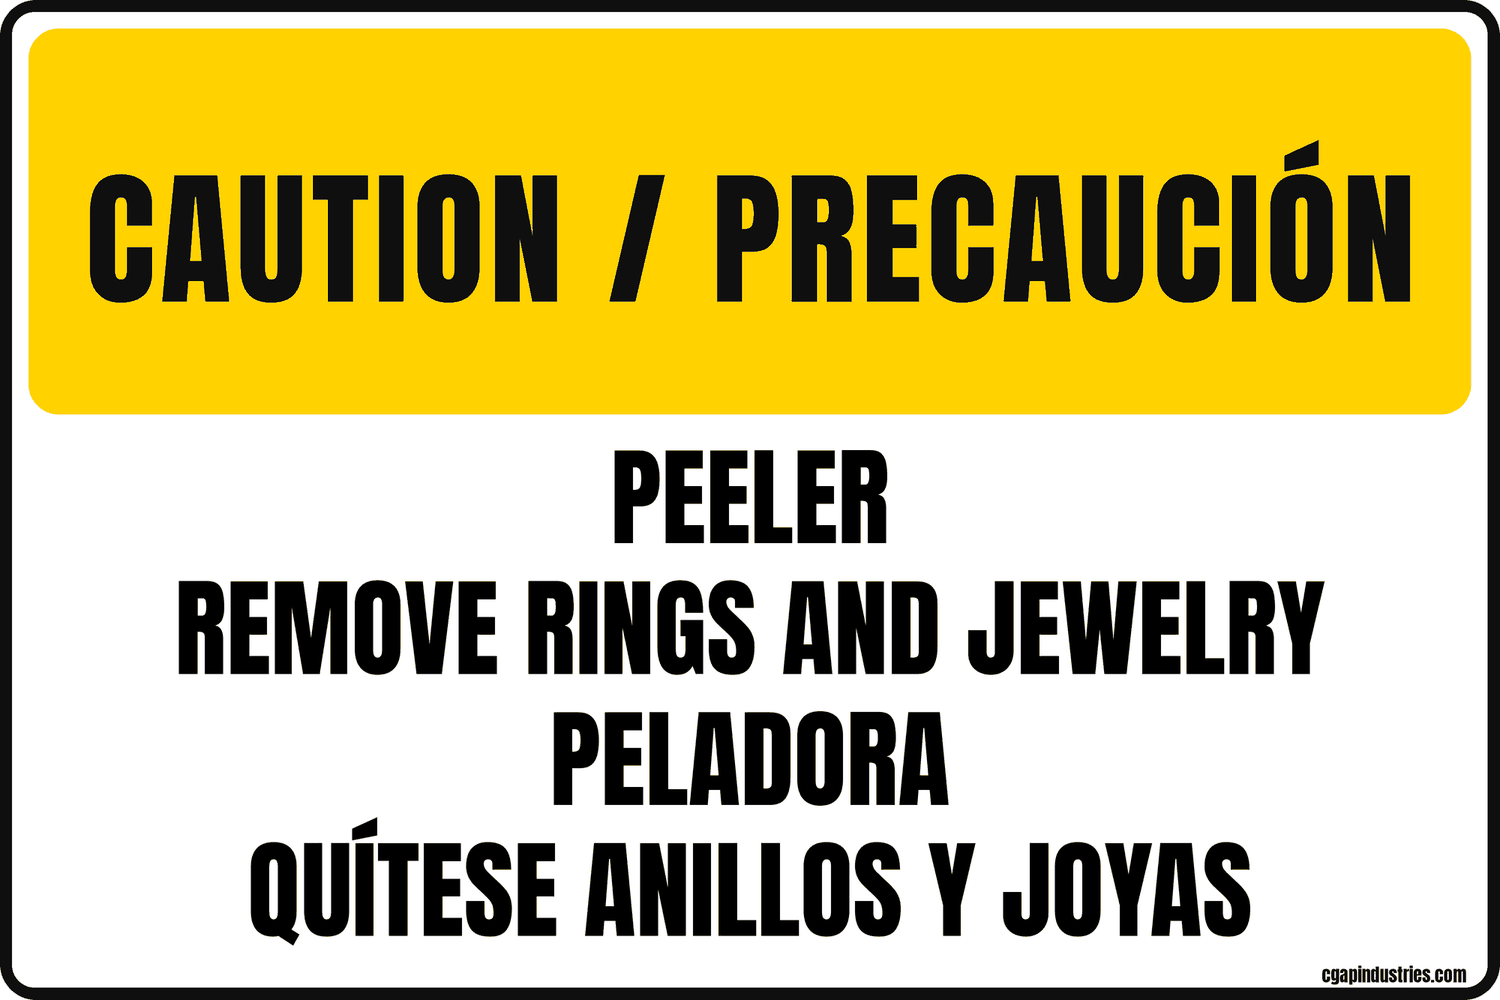 CAUTION / PRECAUCIÓN
PEELER
REMOVE RINGS AND JEWELRY
PELADORA
QUÍTESE ANILLOS Y JOYAS
cgapindustries.com